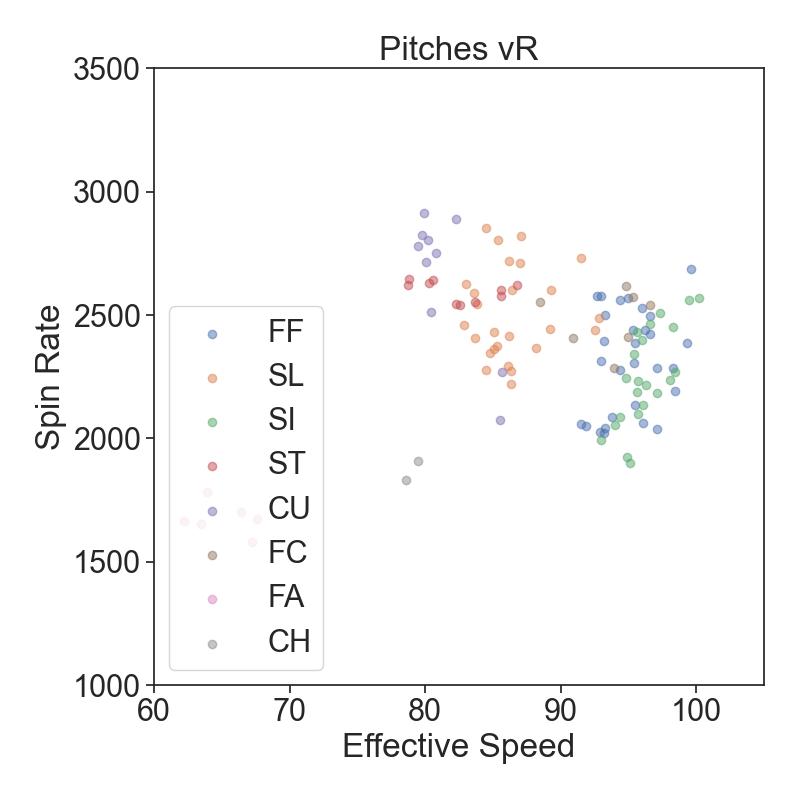 Pitches vR
3500
3000
2500
2000
1500
1000
Spin Rate
FF
SL
SI
ST
CU
FC
FA
CH
60
70
80
90
100
Effective Speed